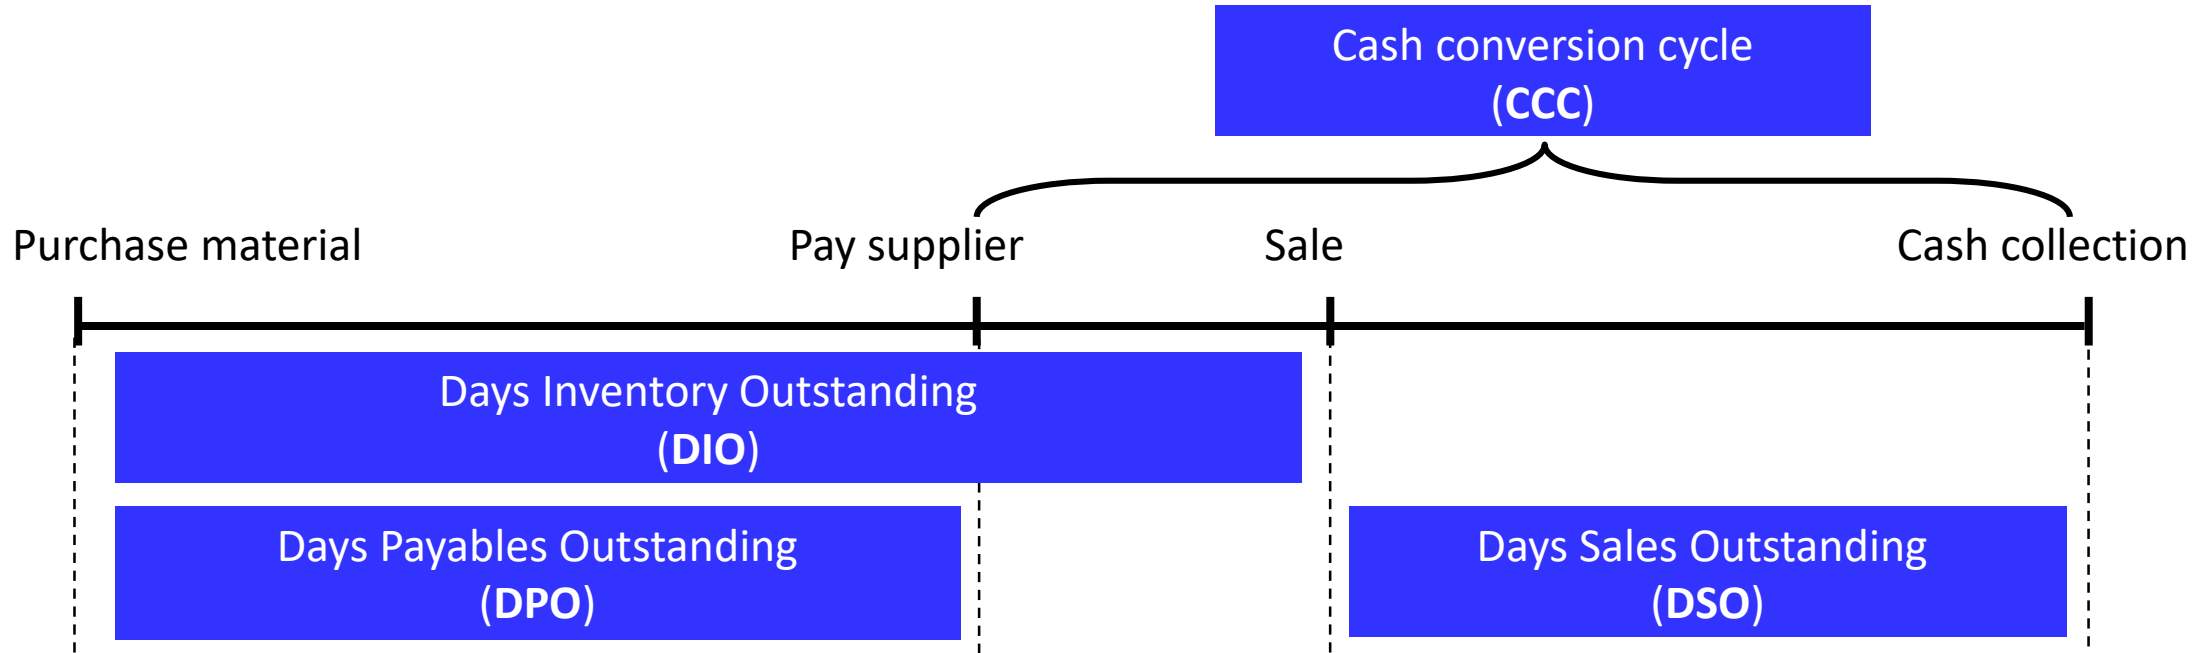 Cash conversion cycle
(CCC)
Purchase material
Pay supplier
Sale
Cash collection
Days Inventory Outstanding
(DIO)
Days Payables Outstanding
(DPO)
Days Sales Outstanding
(DSO)